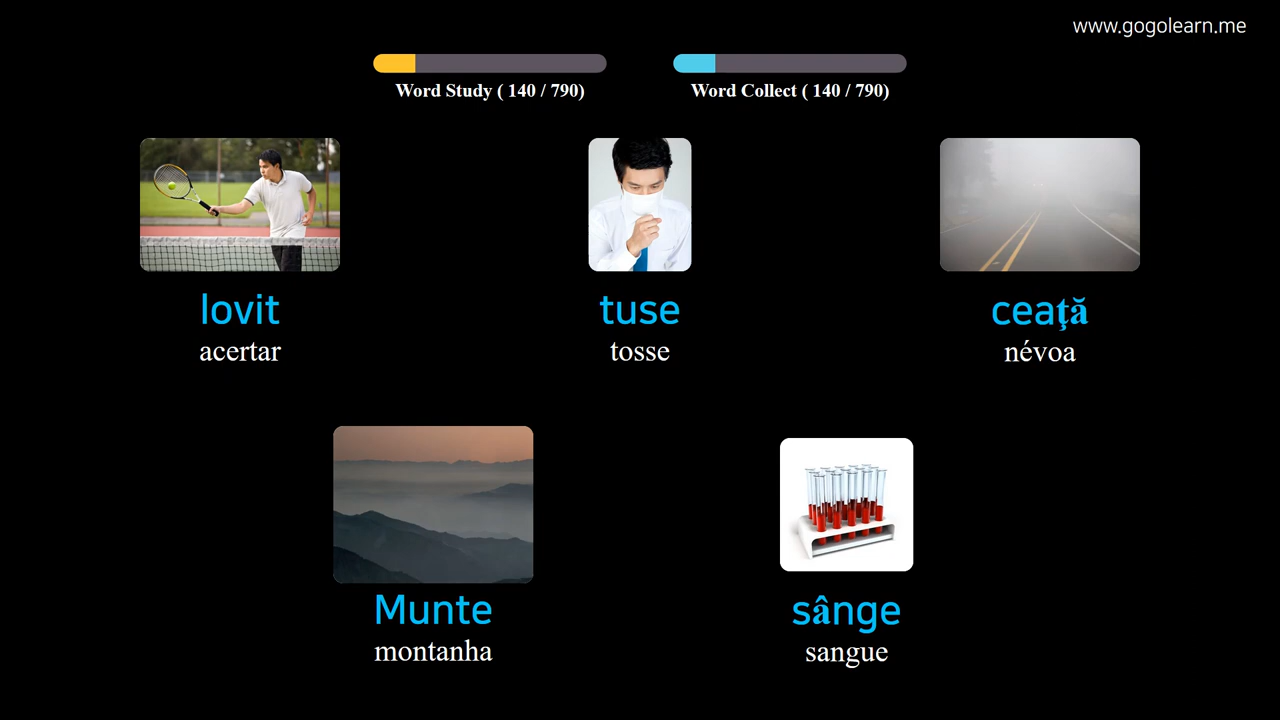 www.gogolearn.me
Word Study ( 140 / 790)
Word Collect ( 140 / 790)
lovit
acertar
tuse
tosse
ceaţă
névoa
Munte
montanha
sânge
sangue